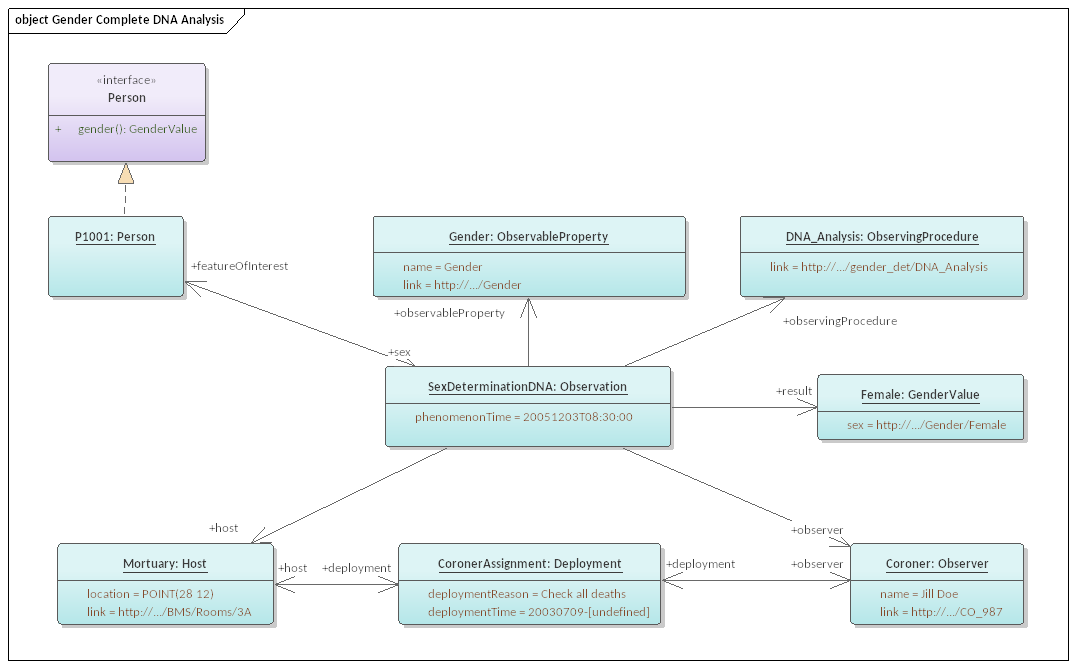 object Gender Complete DNA Analysis
«interface»
Person
+ gender(): GenderValue
P1001: Person
+featureOfInterest
Gender: ObservableProperty
name = Gender
link = http://.../Gender
+observableProperty
DNA_Analysis: ObservingProcedure
link = http://.../gender_det/DNA_Analysis
+observingProcedure
+sex
SexDeterminationDNA: Observation
phenomenonTime = 20051203T08:30:00
+result
Female: GenderValue
sex = http://.../Gender/Female
+host
+observer
Mortuary: Host
location = POINT(28 12)
link = http://.../BMS/Rooms/3A
+host
+deployment
CoronerAssignment: Deployment
deploymentReason = Check all deaths
deploymentTime = 20030709-[undefined]
+deployment
+observer
Coroner: Observer
name = Jill Doe
link = http://.../CO_987